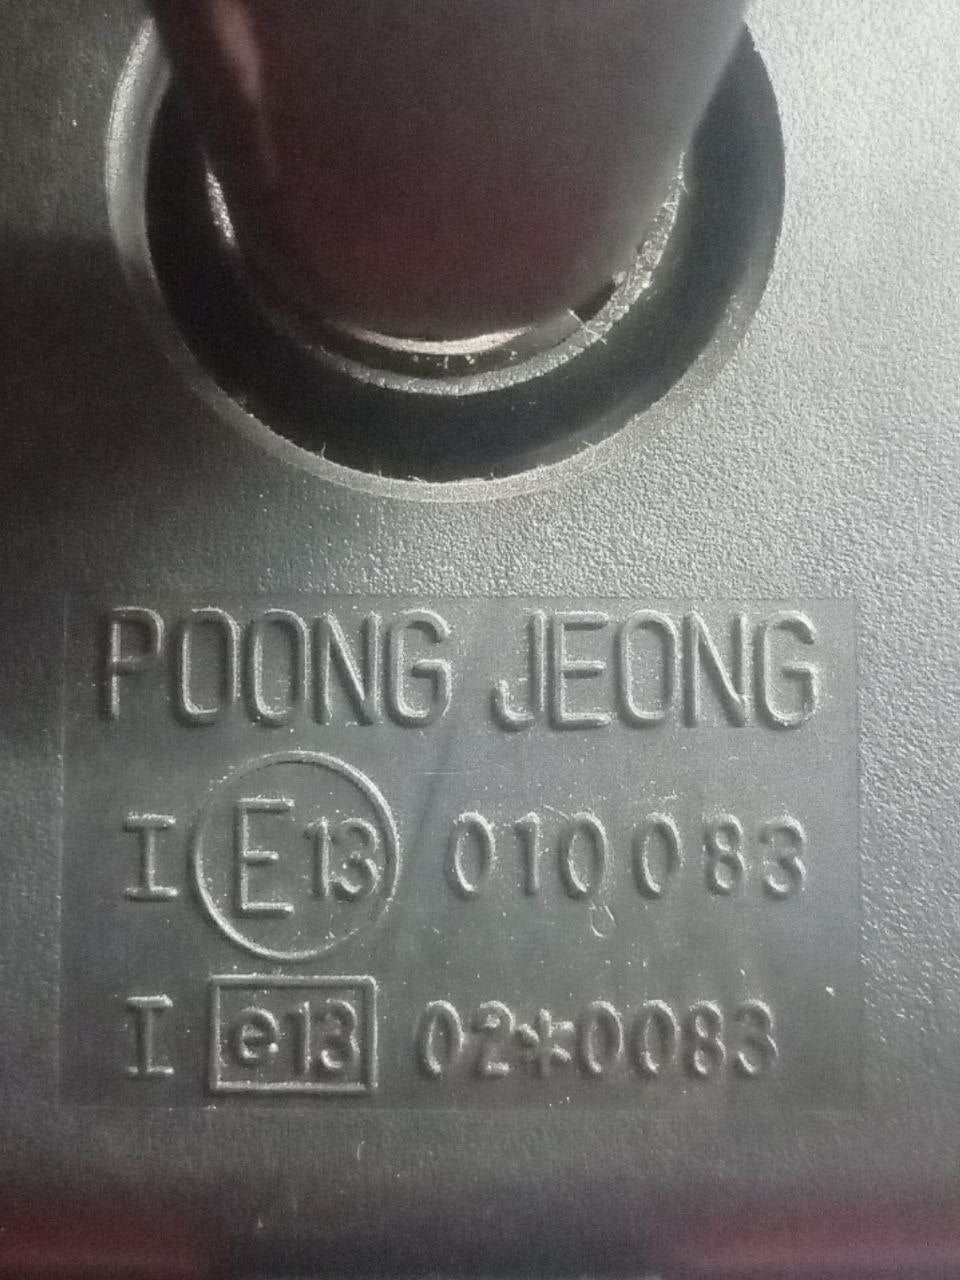 POONG JEONG
I E13 010083
I e13 02*0083